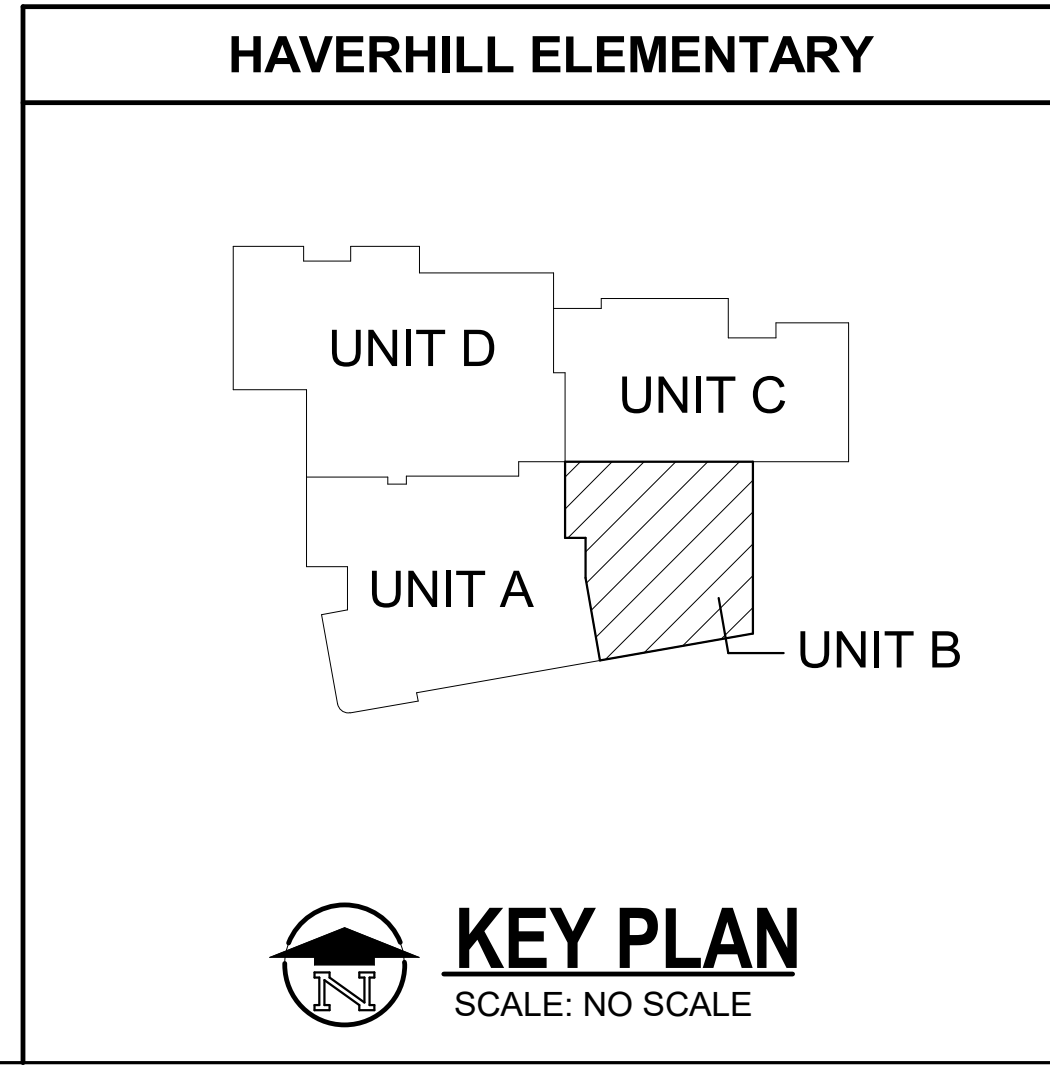 HAVERHILL ELEMENTARY
UNIT D
UNIT C
UNIT A
UNIT B
N
KEY PLAN
SCALE: NO SCALE